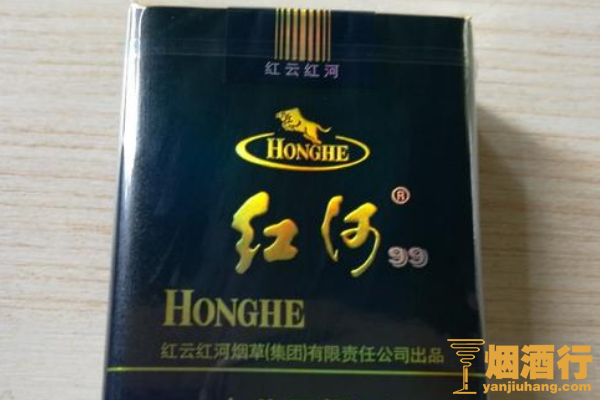 红云红河
HONGHE
红河®
99
HONGHE
红云红河烟草(集团)有限责任公司出品
烟酒行
yanjiuhang.com